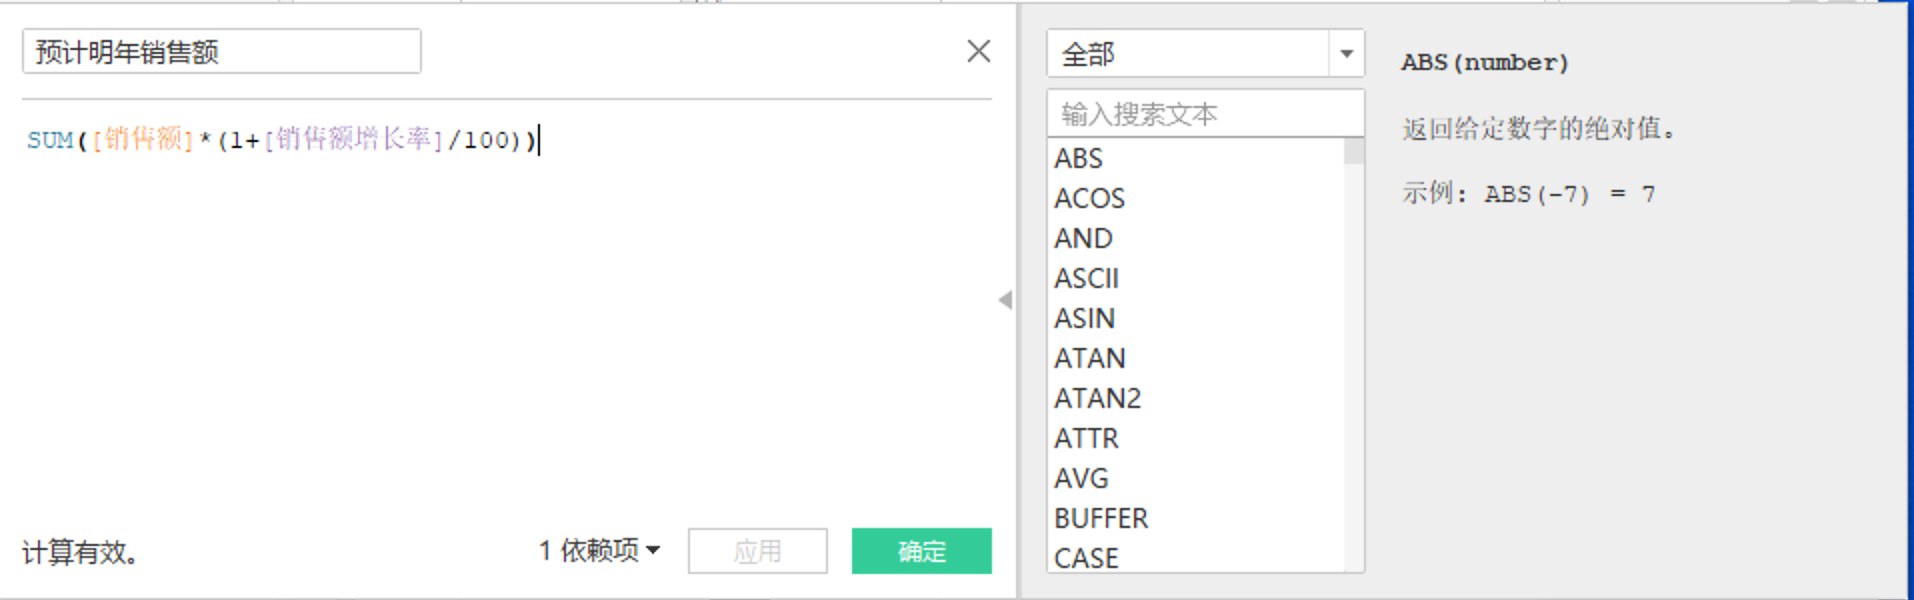 预计明年销售额
SUM([销售额]*(1+[销售额增长率]/100))
计算有效。
1 依赖项
应用
确定
全部
输入搜索文本
ABS
ACOS
AND
ASCII
ASIN
ATAN
ATAN2
ATTR
AVG
BUFFER
CASE
ABS(number)
返回给定数字的绝对值。
示例: ABS(-7) = 7